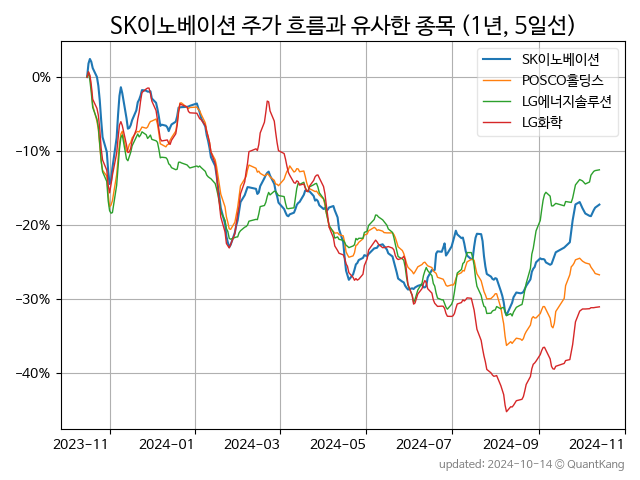 SK이노베이션 주가 흐름과 유사한 종목 (1년, 5일선)
SK이노베이션
POSCO홀딩스
LG에너지솔루션
LG화학
0%
−10%
−20%
−30%
−40%
2023-11 2024-01 2024-03 2024-05 2024-07 2024-09 2024-11
updated: 2024-10-14 © QuantKang